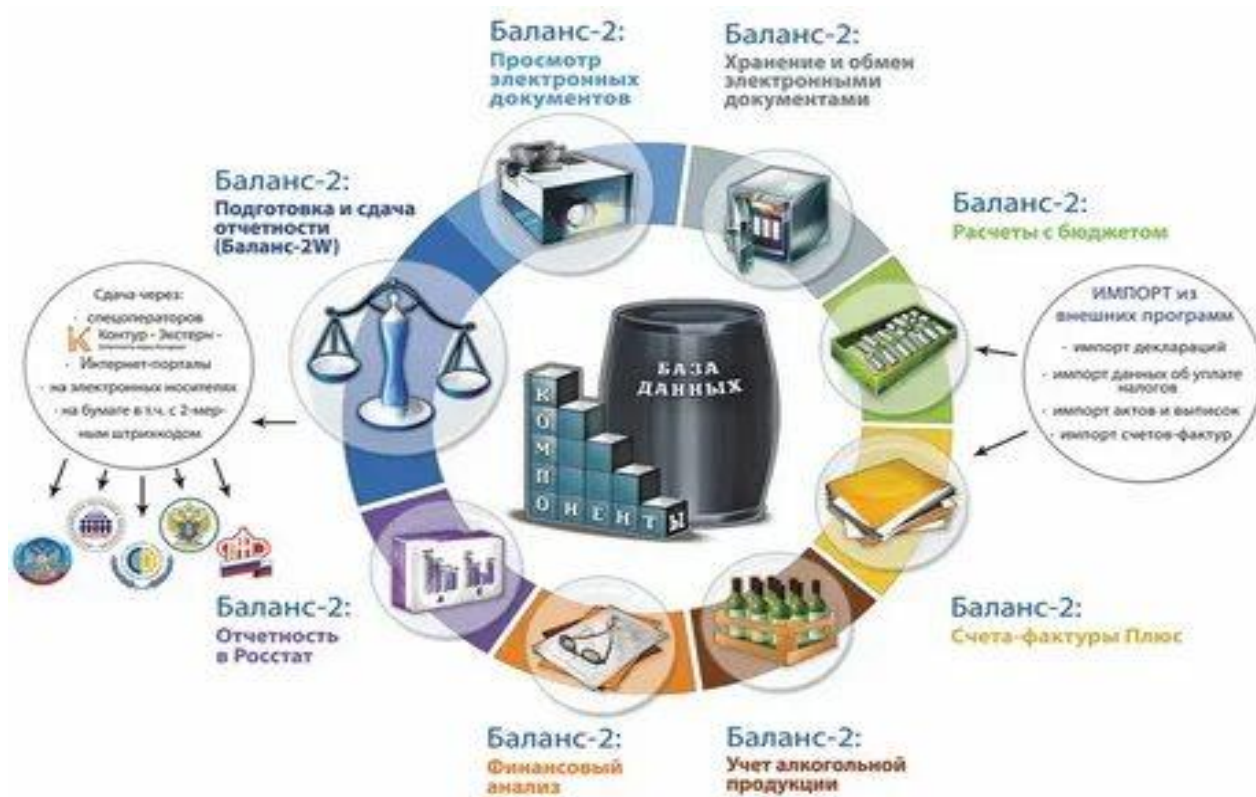 Баланс-2:
Просмотр
электронных
документов
Баланс-2:
Хранение и обмен
электронными
документами
Баланс-2:
Подготовка и сдача
отчетности
(Баланс-2W)
Баланс-2:
Расчеты с бюджетом
Сдача через:
· спецоператоров
К Контур - Экстерн -
· Интернет-порталы
· на электронных носителях
· на бумаге в т.ч. с 2-мер-
ным штрихкодом
ИМПОРТ из
внешних программ
- импорт деклараций
· импорт данных об уплате
налогов
· импорт актов и выписок
· импорт счетов-фактур
БАЗА
ДАННЫХ
КОМПОНЕНТЫ
Баланс-2:
Отчетность
в Росстат
Баланс-2:
Счета-фактуры Плюс
Баланс-2:
Финансовый
анализ
Баланс-2:
Учет алкогольной
продукции